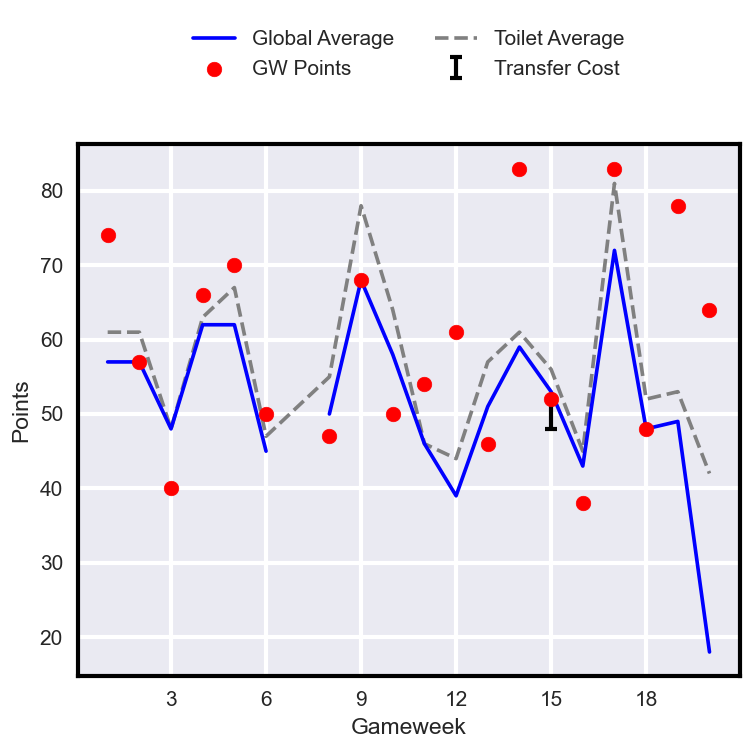 Global Average
Toilet Average
GW Points
Transfer Cost
80
70
60
50
40
30
20
Points
3 6 9 12 15 18
Gameweek